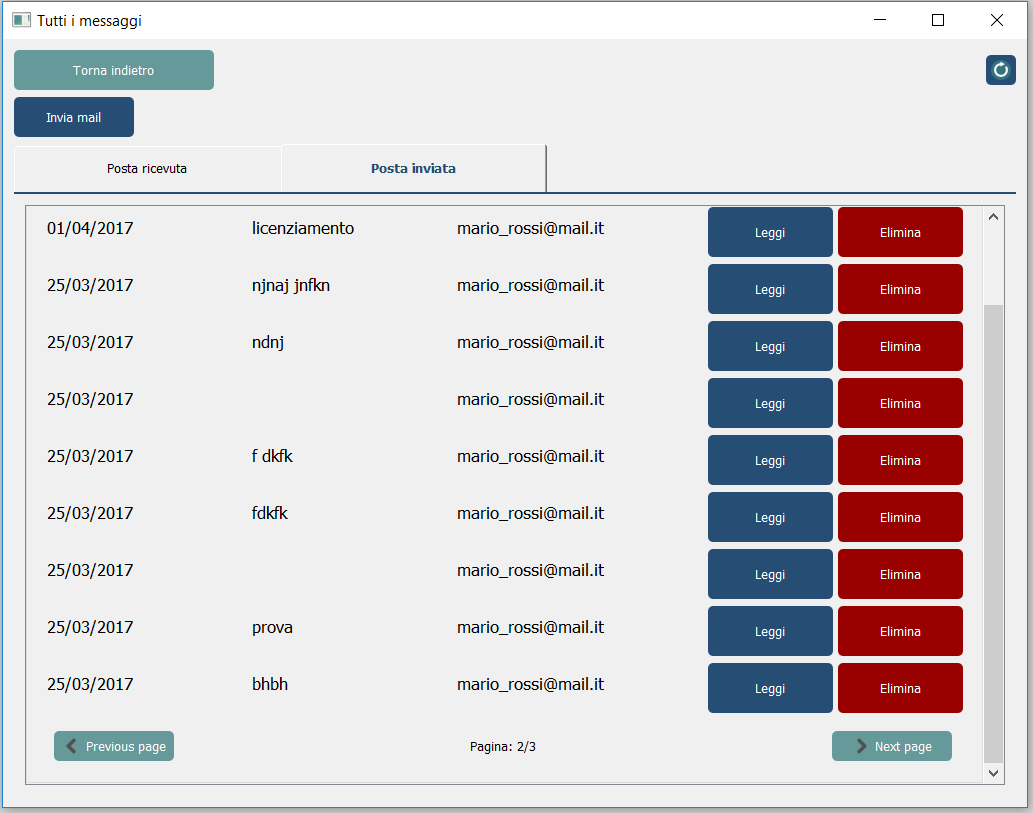 Tutti i messaggi
Torna indietro
Invia mail
Posta ricevuta Posta inviata
01/04/2017 licenziamento mario_rossi@mail.it Leggi Elimina
25/03/2017 njnaj jnfkn mario_rossi@mail.it Leggi Elimina
25/03/2017 ndnj mario_rossi@mail.it Leggi Elimina
25/03/2017 mario_rossi@mail.it Leggi Elimina
25/03/2017 f dkfk mario_rossi@mail.it Leggi Elimina
25/03/2017 fdkfk mario_rossi@mail.it Leggi Elimina
25/03/2017 mario_rossi@mail.it Leggi Elimina
25/03/2017 prova mario_rossi@mail.it Leggi Elimina
25/03/2017 bhbh mario_rossi@mail.it Leggi Elimina
Previous page Pagina: 2/3 Next page